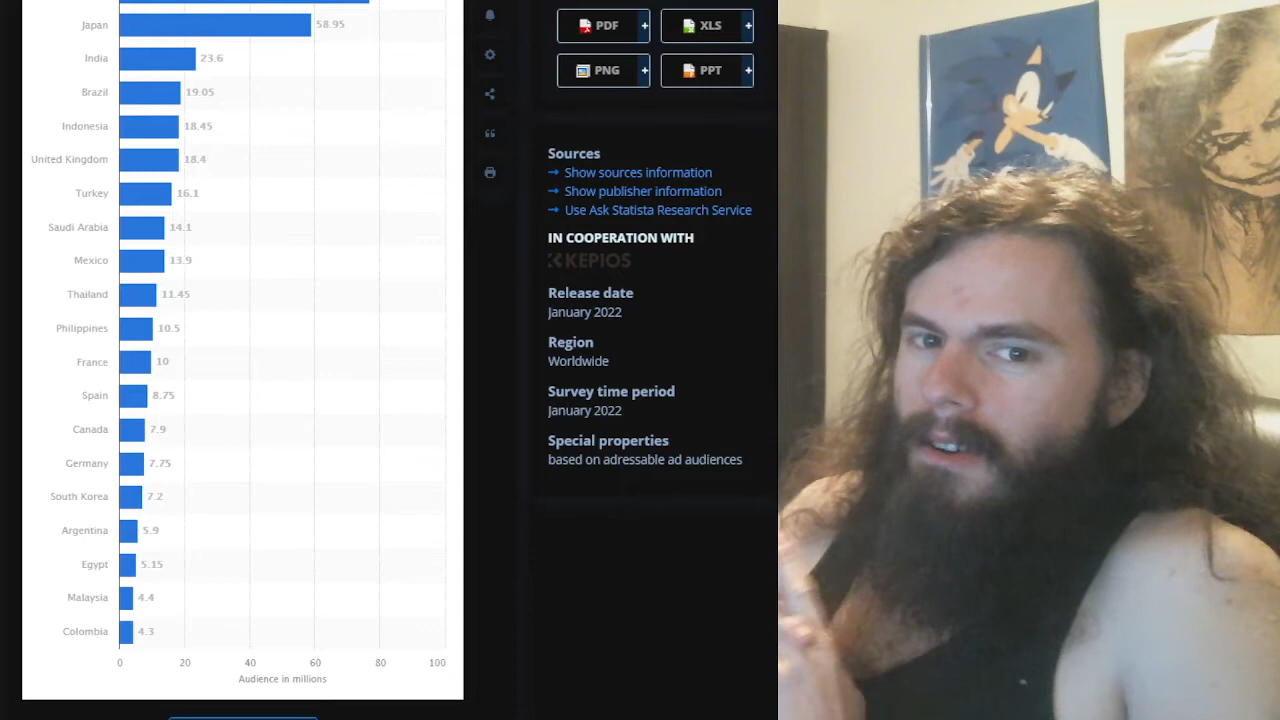 Japan 58.95
India 23.6
Brazil 19.05
Indonesia 18.45
United Kingdom 18.4
Turkey 16.1
Saudi Arabia 14.1
Mexico 13.9
Thailand 11.45
Philippines 10.5
France 10
Spain 8.75
Canada 7.9
Germany 7.75
South Korea 7.2
Argentina 5.9
Egypt 5.15
Malaysia 4.4
Colombia 4.3
0 20 40 60 80 100
Audience in millions
PDF + XLS +
PNG + PPT +
Sources
→ Show sources information
→ Show publisher information
→ Use Ask Statista Research Service
IN COOPERATION WITH
KEPIOS
Release date
January 2022
Region
Worldwide
Survey time period
January 2022
Special properties
based on adressable ad audiences